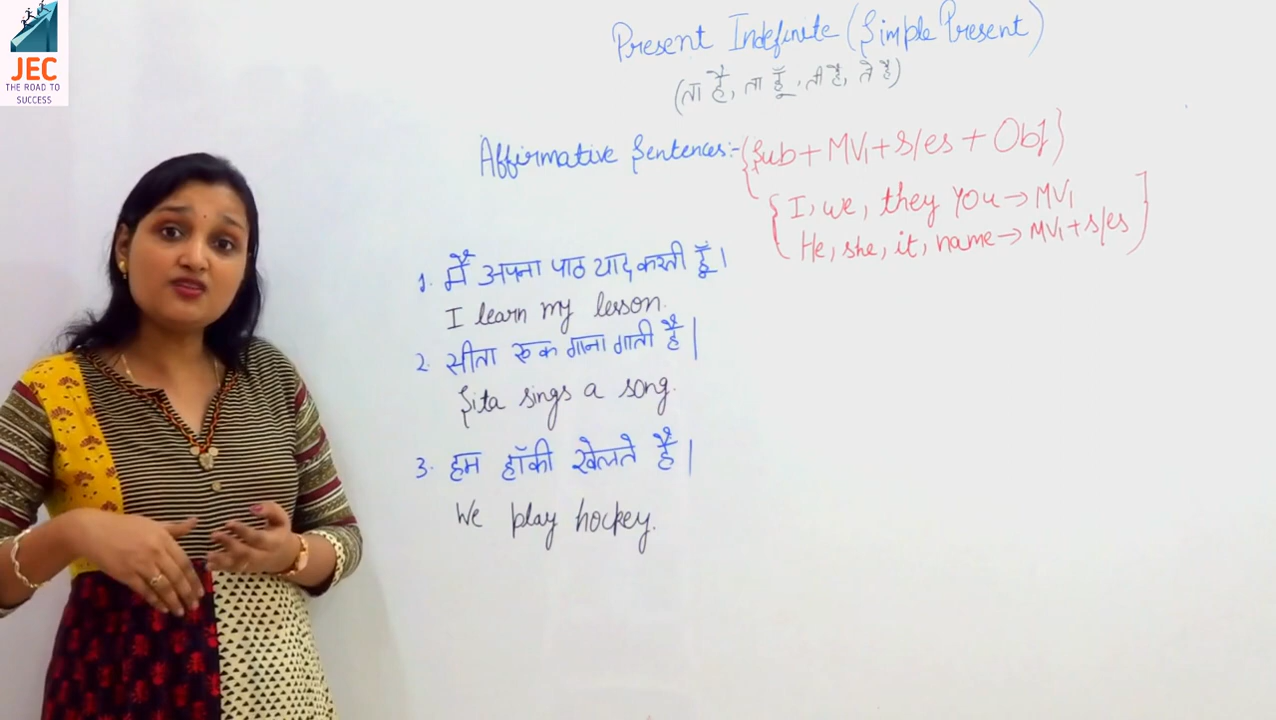 JEC
THE ROAD TO
SUCCESS
Present Indefinite (Simple Present)
(ता है, ता हूँ, ती है, ते है)
Affirmative Sentences:- {Sub + MV₁ + s/es + Obj}
{I, we, they You → MV₁
He, she, it, name → MV₁ + s/es}
1. मैं अपना पाठ याद करती हूँ।
I learn my lesson.
2. सीता एक गाना गाती है।
Sita sings a song.
3. हम हॉकी खेलते है।
We play hockey.